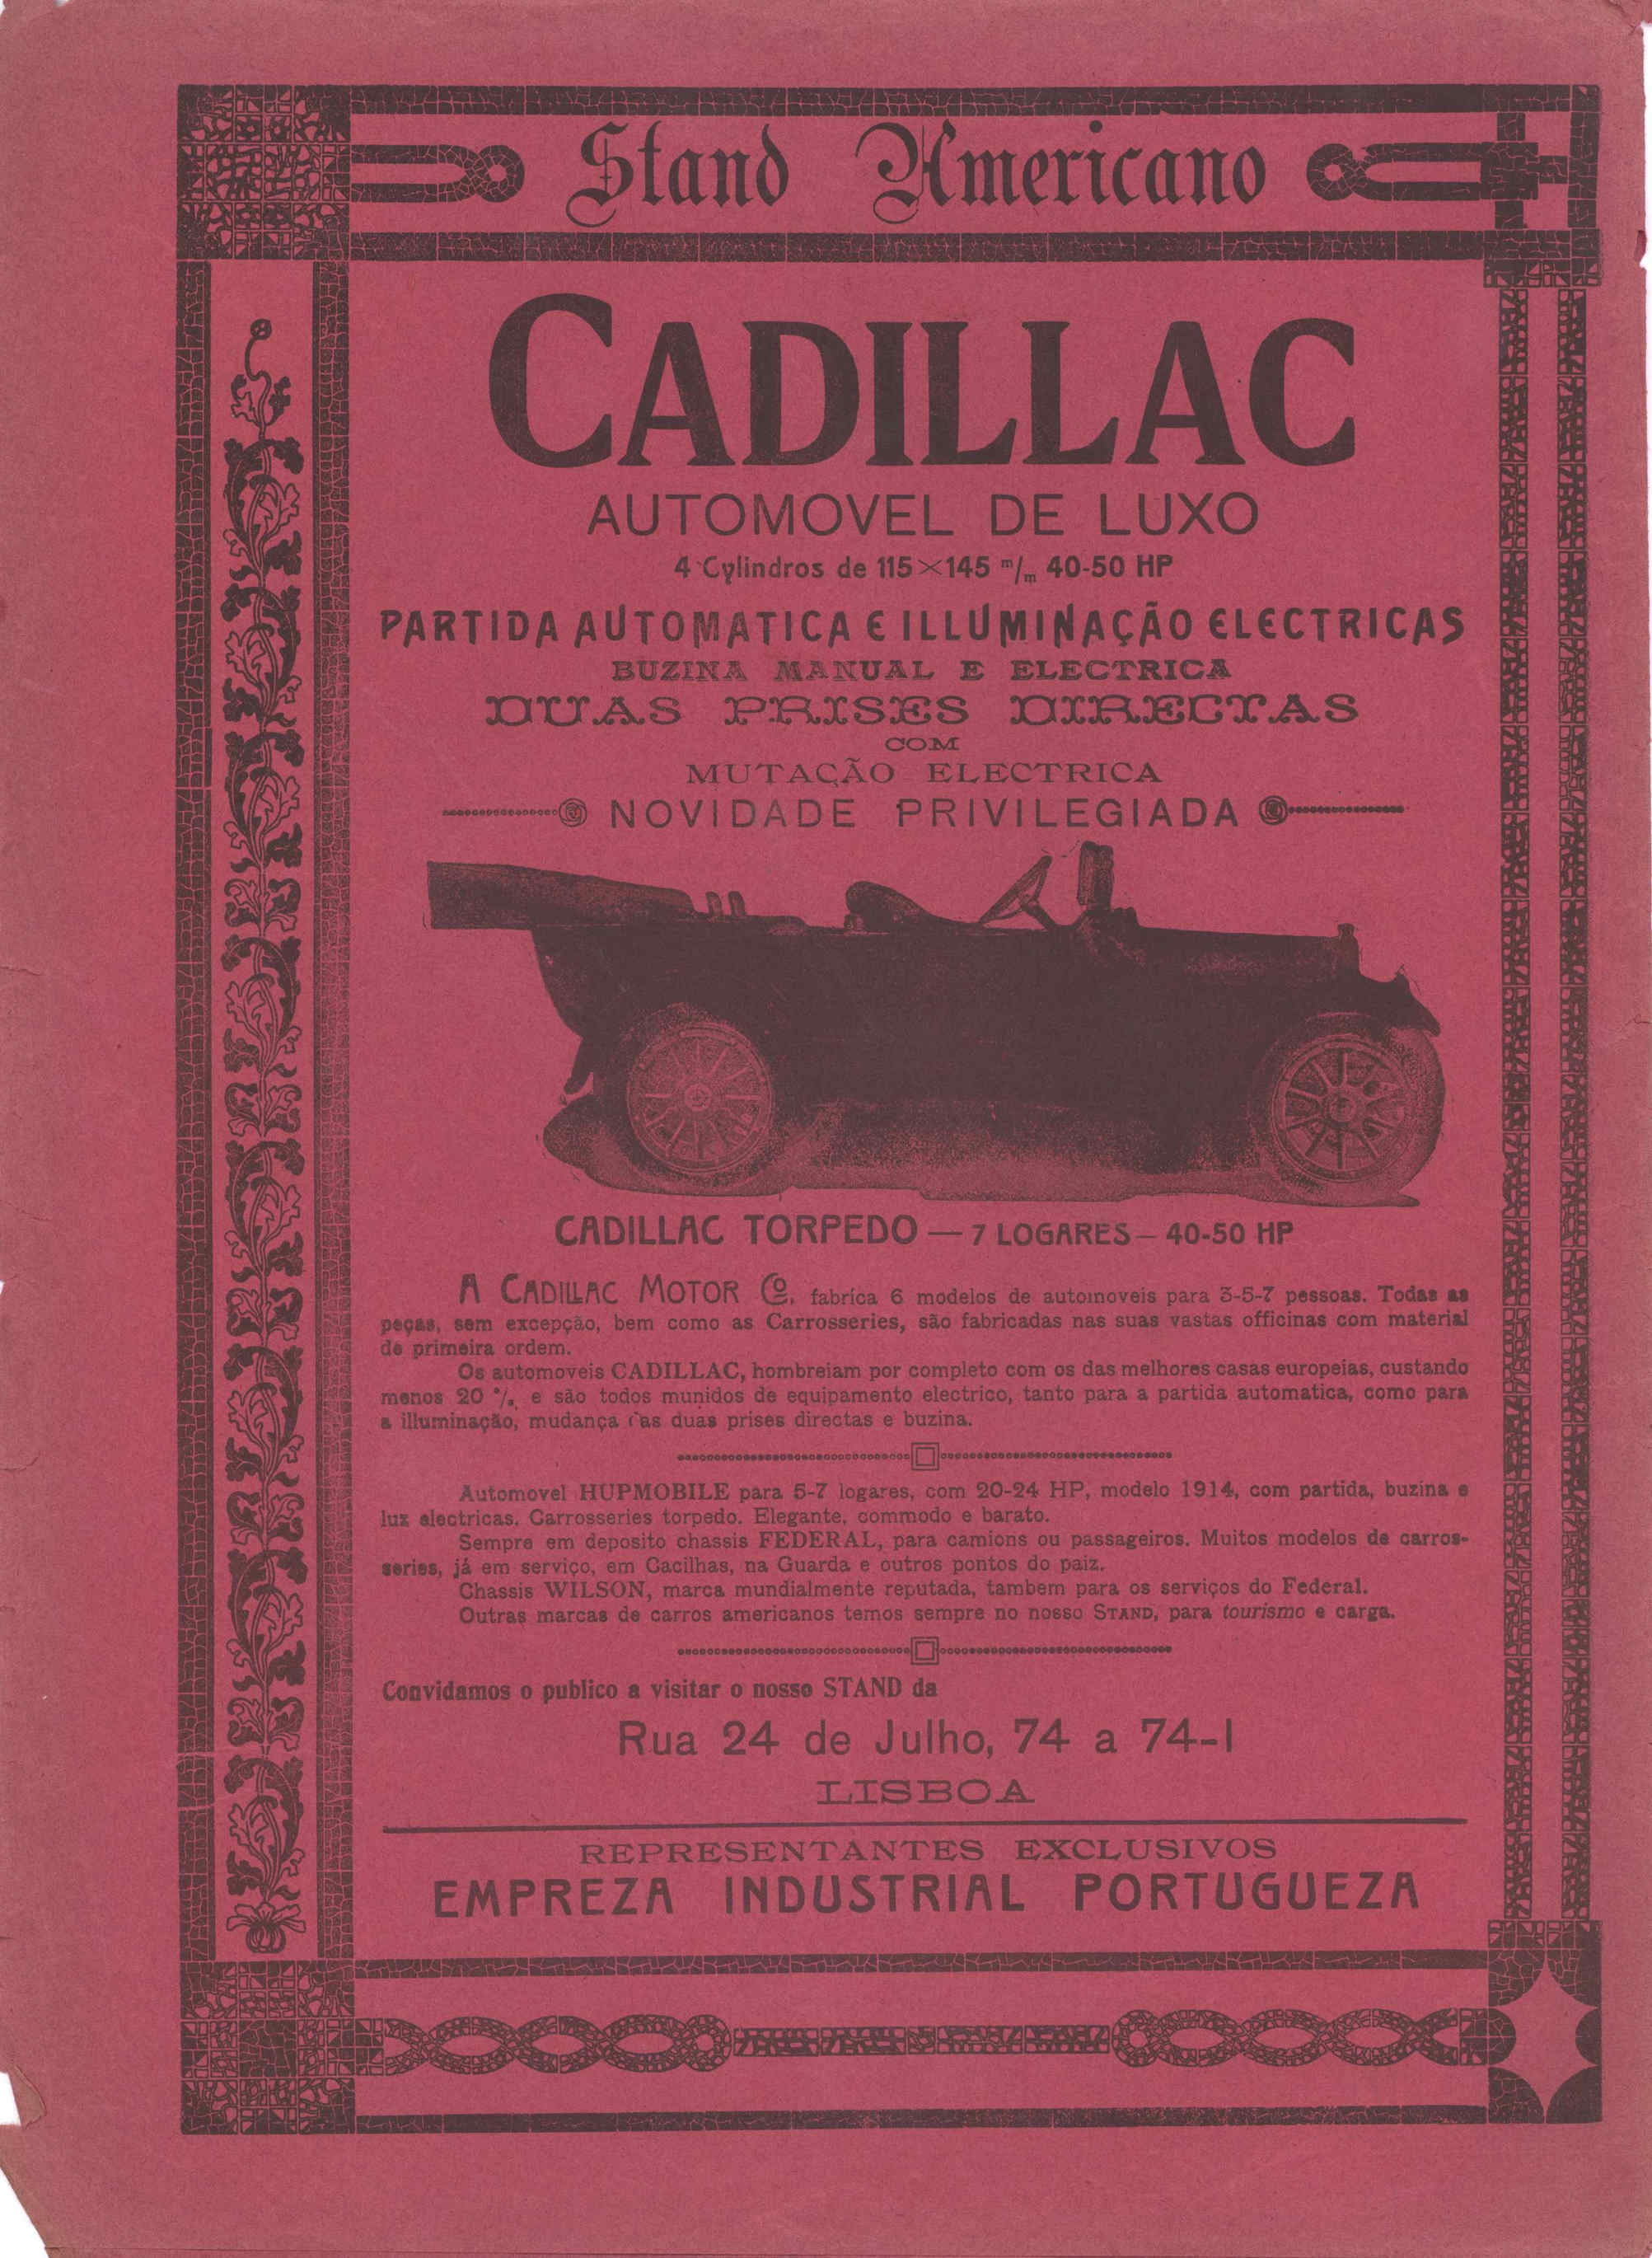 Stand Americano
CADILLAC
AUTOMOVEL DE LUXO
4 Cylindros de 115×145 m/m 40-50 HP
PARTIDA AUTOMATICA E ILLUMINAÇÃO ELECTRICAS
BUZINA MANUAL E ELECTRICA
DUAS PRISES DIRECTAS
COM
MUTAÇÃO ELECTRICA
NOVIDADE PRIVILEGIADA
CADILLAC TORPEDO — 7 LOGARES — 40-50 HP
A CADILLAC MOTOR Co. fabrica 6 modelos de automoveis para 3-5-7 pessoas. Todas as
peças, sem excepção, bem como as Carrosseries, são fabricadas nas suas vastas officinas com material
de primeira ordem.
Os automoveis CADILLAC, hombreiam por completo com os das melhores casas europeias, custando
menos 20 %, e são todos munidos de equipamento electrico, tanto para a partida automatica, como para
a illuminação, mudança das duas prises directas e buzina.
Automovel HUPMOBILE para 5-7 logares, com 20-24 HP, modelo 1914, com partida, buzina e
luz electricas. Carrosseries torpedo. Elegante, commodo e barato.
Sempre em deposito chassis FEDERAL, para camions ou passageiros. Muitos modelos de carros-
series, já em serviço, em Cacilhas, na Guarda e outros pontos do paiz.
Chassis WILSON, marca mundialmente reputada, tambem para os serviços do Federal.
Outras marcas de carros americanos temos sempre no nosso STAND, para tourismo e carga.
Convidamos o publico a visitar o nosso STAND da
Rua 24 de Julho, 74 a 74-I
LISBOA
REPRESENTANTES EXCLUSIVOS
EMPREZA INDUSTRIAL PORTUGUEZA